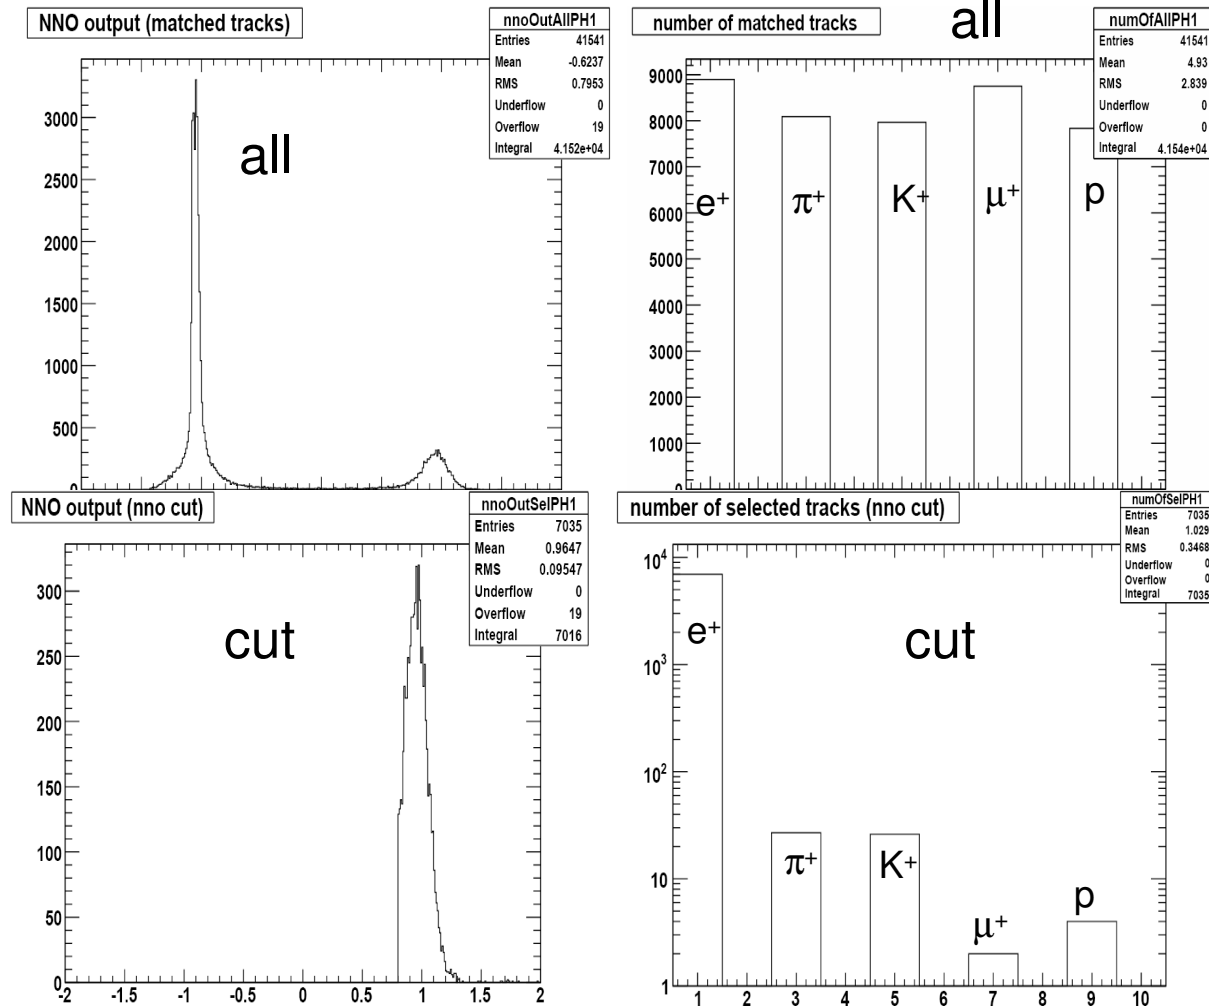 NNO output (matched tracks)
nnoOutAllPH1
Entries 41541
Mean -0.6237
RMS 0.7953
Underflow 0
Overflow 19
Integral 4.152e+04
all
3000
2500
2000
1500
1000
500
0
number of matched tracks
all
numOfAllPH1
Entries 41541
Mean 4.93
RMS 2.839
Underflow 0
Overflow 0
Integral 4.154e+04
9000
8000
7000
6000
5000
4000
3000
2000
1000
0
e+ π+ K+ μ+ p
NNO output (nno cut)
nnoOutSelPH1
Entries 7035
Mean 0.9647
RMS 0.09547
Underflow 0
Overflow 19
Integral 7016
cut
300
250
200
150
100
50
0
-2 -1.5 -1 -0.5 0 0.5 1 1.5 2
number of selected tracks (nno cut)
numOfSelPH1
Entries 7035
Mean 1.029
RMS 0.3468
Underflow 0
Overflow 0
Integral 7035
10^4
10^3
10^2
10
1
e+
cut
π+ K+ μ+ p
1 2 3 4 5 6 7 8 9 10